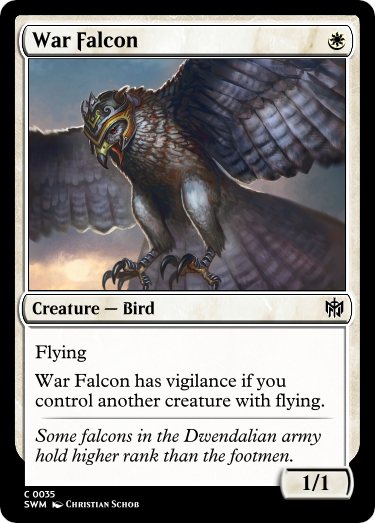 War Falcon
Creature — Bird
Flying
War Falcon has vigilance if you
control another creature with flying.
Some falcons in the Dwendalian army
hold higher rank than the footmen.
1/1
C 0035
SWM Christian Schob